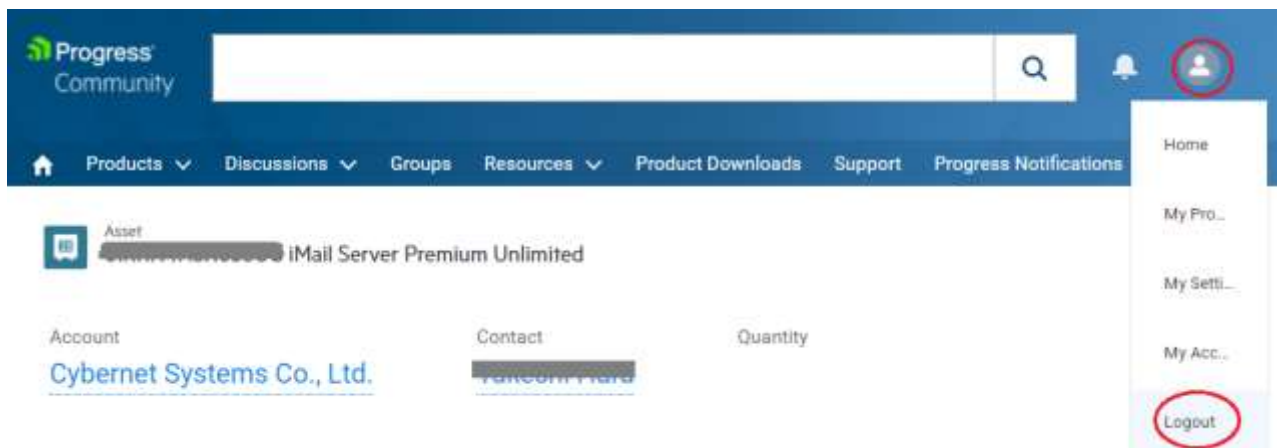 Progress
Community
Products Discussions Groups Resources Product Downloads Support Progress Notifications
Home
My Pro...
My Setti...
My Acc...
Logout
Asset
iMail Server Premium Unlimited
Account Contact Quantity
Cybernet Systems Co., Ltd.